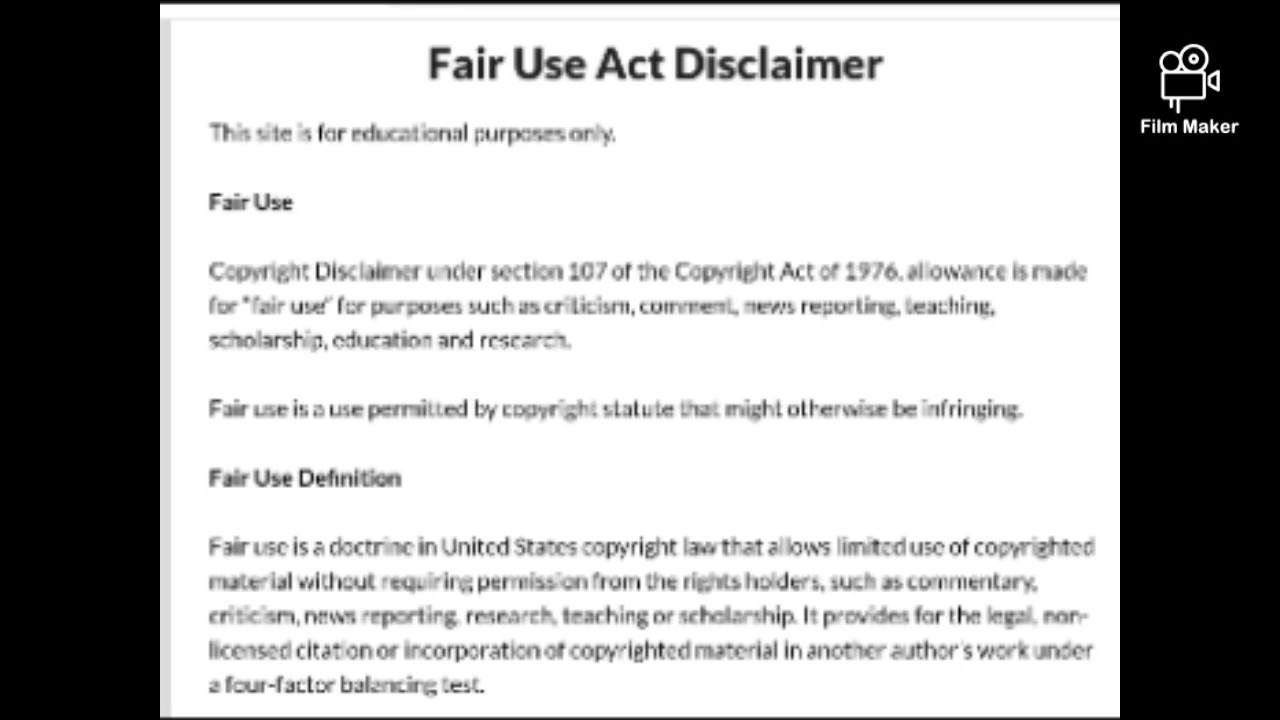 Fair Use Act Disclaimer
This site is for educational purposes only.
Fair Use
Copyright Disclaimer under section 107 of the Copyright Act of 1976, allowance is made
for "fair use" for purposes such as criticism, comment, news reporting, teaching,
scholarship, education and research.
Fair use is a use permitted by copyright statute that might otherwise be infringing.
Fair Use Definition
Fair use is a doctrine in United States copyright law that allows limited use of copyrighted
material without requiring permission from the rights holders, such as commentary,
criticism, news reporting, research, teaching or scholarship. It provides for the legal, non-
licensed citation or incorporation of copyrighted material in another author's work under
a four-factor balancing test.
Film Maker